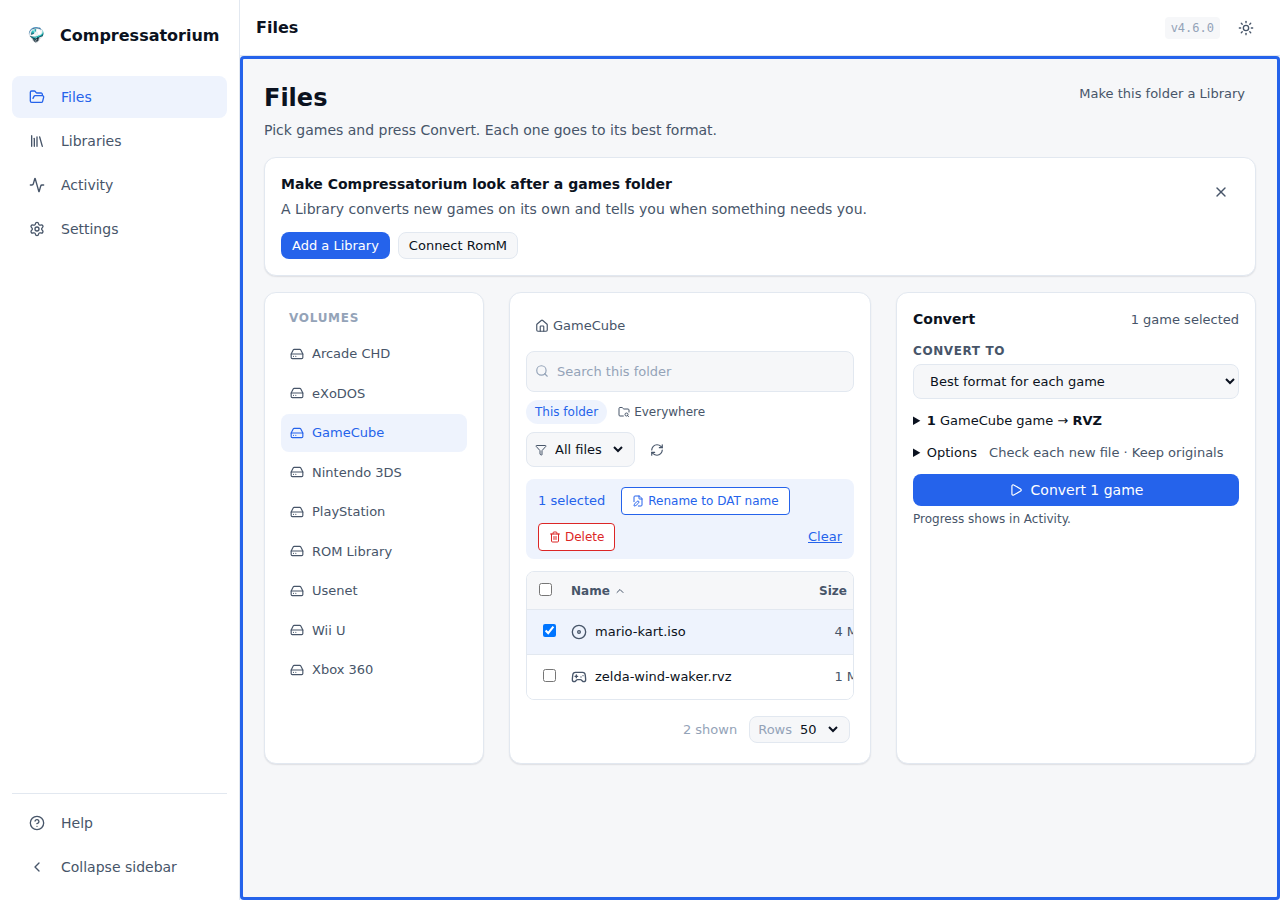 Compressatorium
Files
v4.6.0
Files
Libraries
Activity
Settings
Help
Collapse sidebar
Files
Make this folder a Library
Pick games and press Convert. Each one goes to its best format.
Make Compressatorium look after a games folder
A Library converts new games on its own and tells you when something needs you.
Add a Library
Connect RomM
VOLUMES
Arcade CHD
eXoDOS
GameCube
Nintendo 3DS
PlayStation
ROM Library
Usenet
Wii U
Xbox 360
GameCube
Search this folder
This folder
Everywhere
All files
1 selected
Rename to DAT name
Delete
Clear
Name
Size
mario-kart.iso
4 M
zelda-wind-waker.rvz
1 M
2 shown
Rows 50
Convert
1 game selected
CONVERT TO
Best format for each game
1 GameCube game → RVZ
Options Check each new file · Keep originals
Convert 1 game
Progress shows in Activity.